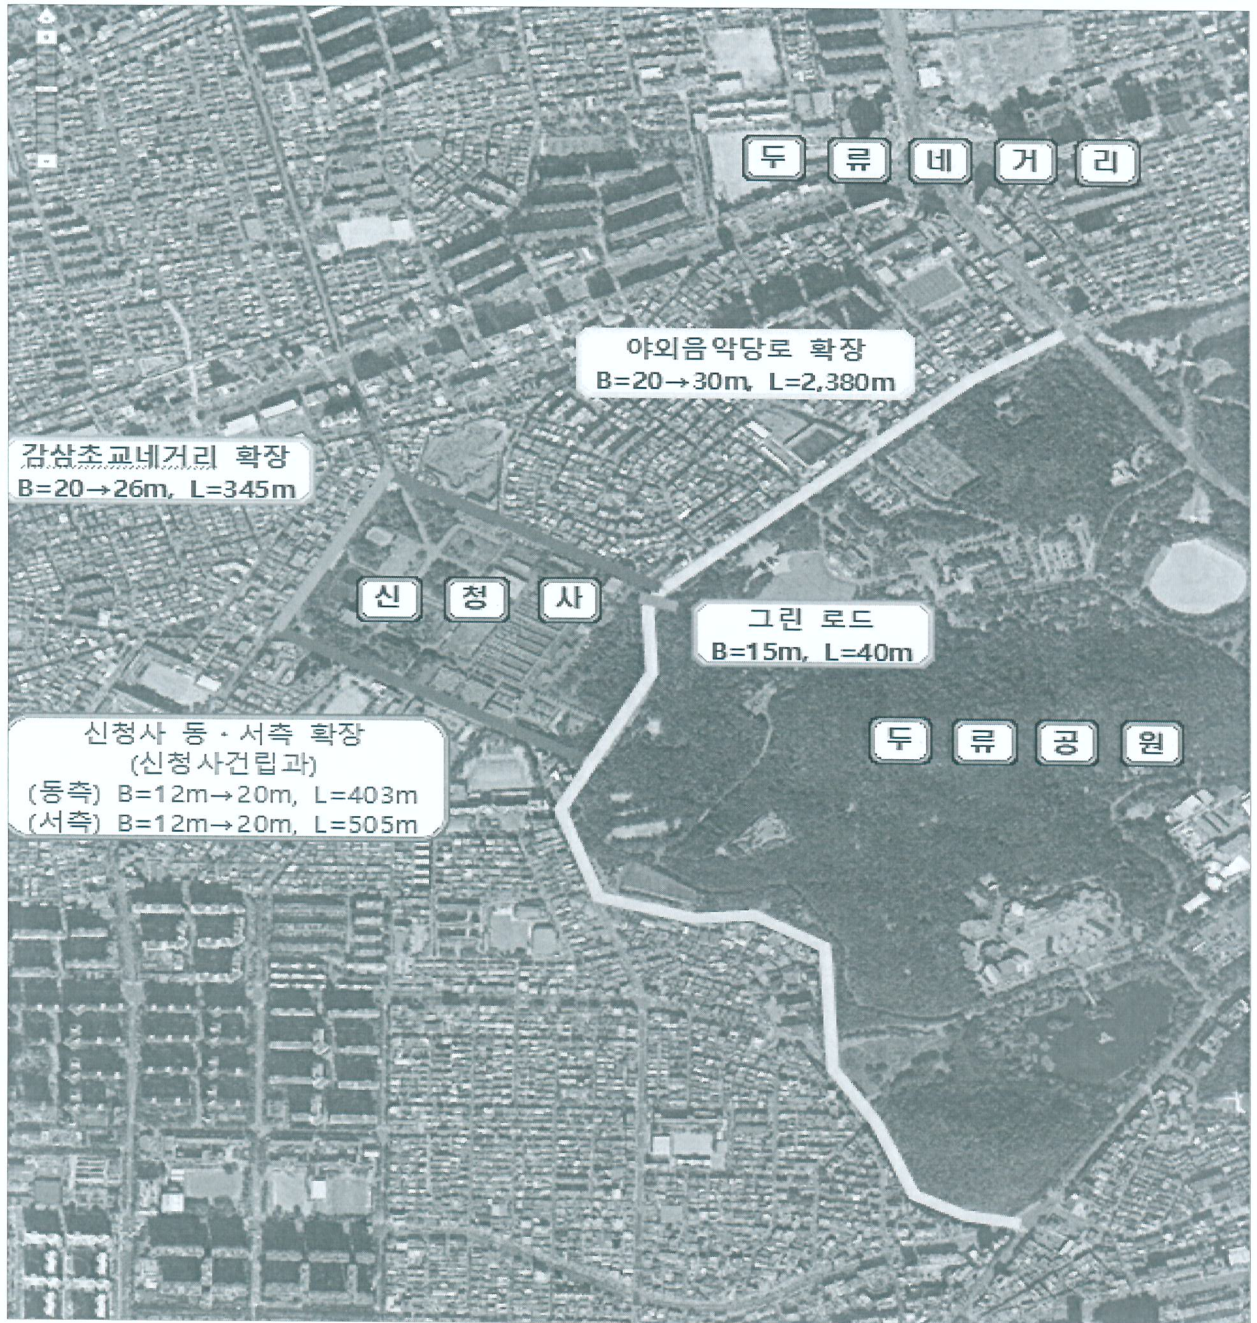 두류네거리
야외음악당로 확장
B=20→30m, L=2,380m
감삼초교네거리 확장
B=20→26m, L=345m
신청사
그린 로드
B=15m, L=40m
신청사 동·서측 확장
(신청사건립과)
(동측) B=12m→20m, L=403m
(서측) B=12m→20m, L=505m
두류공원